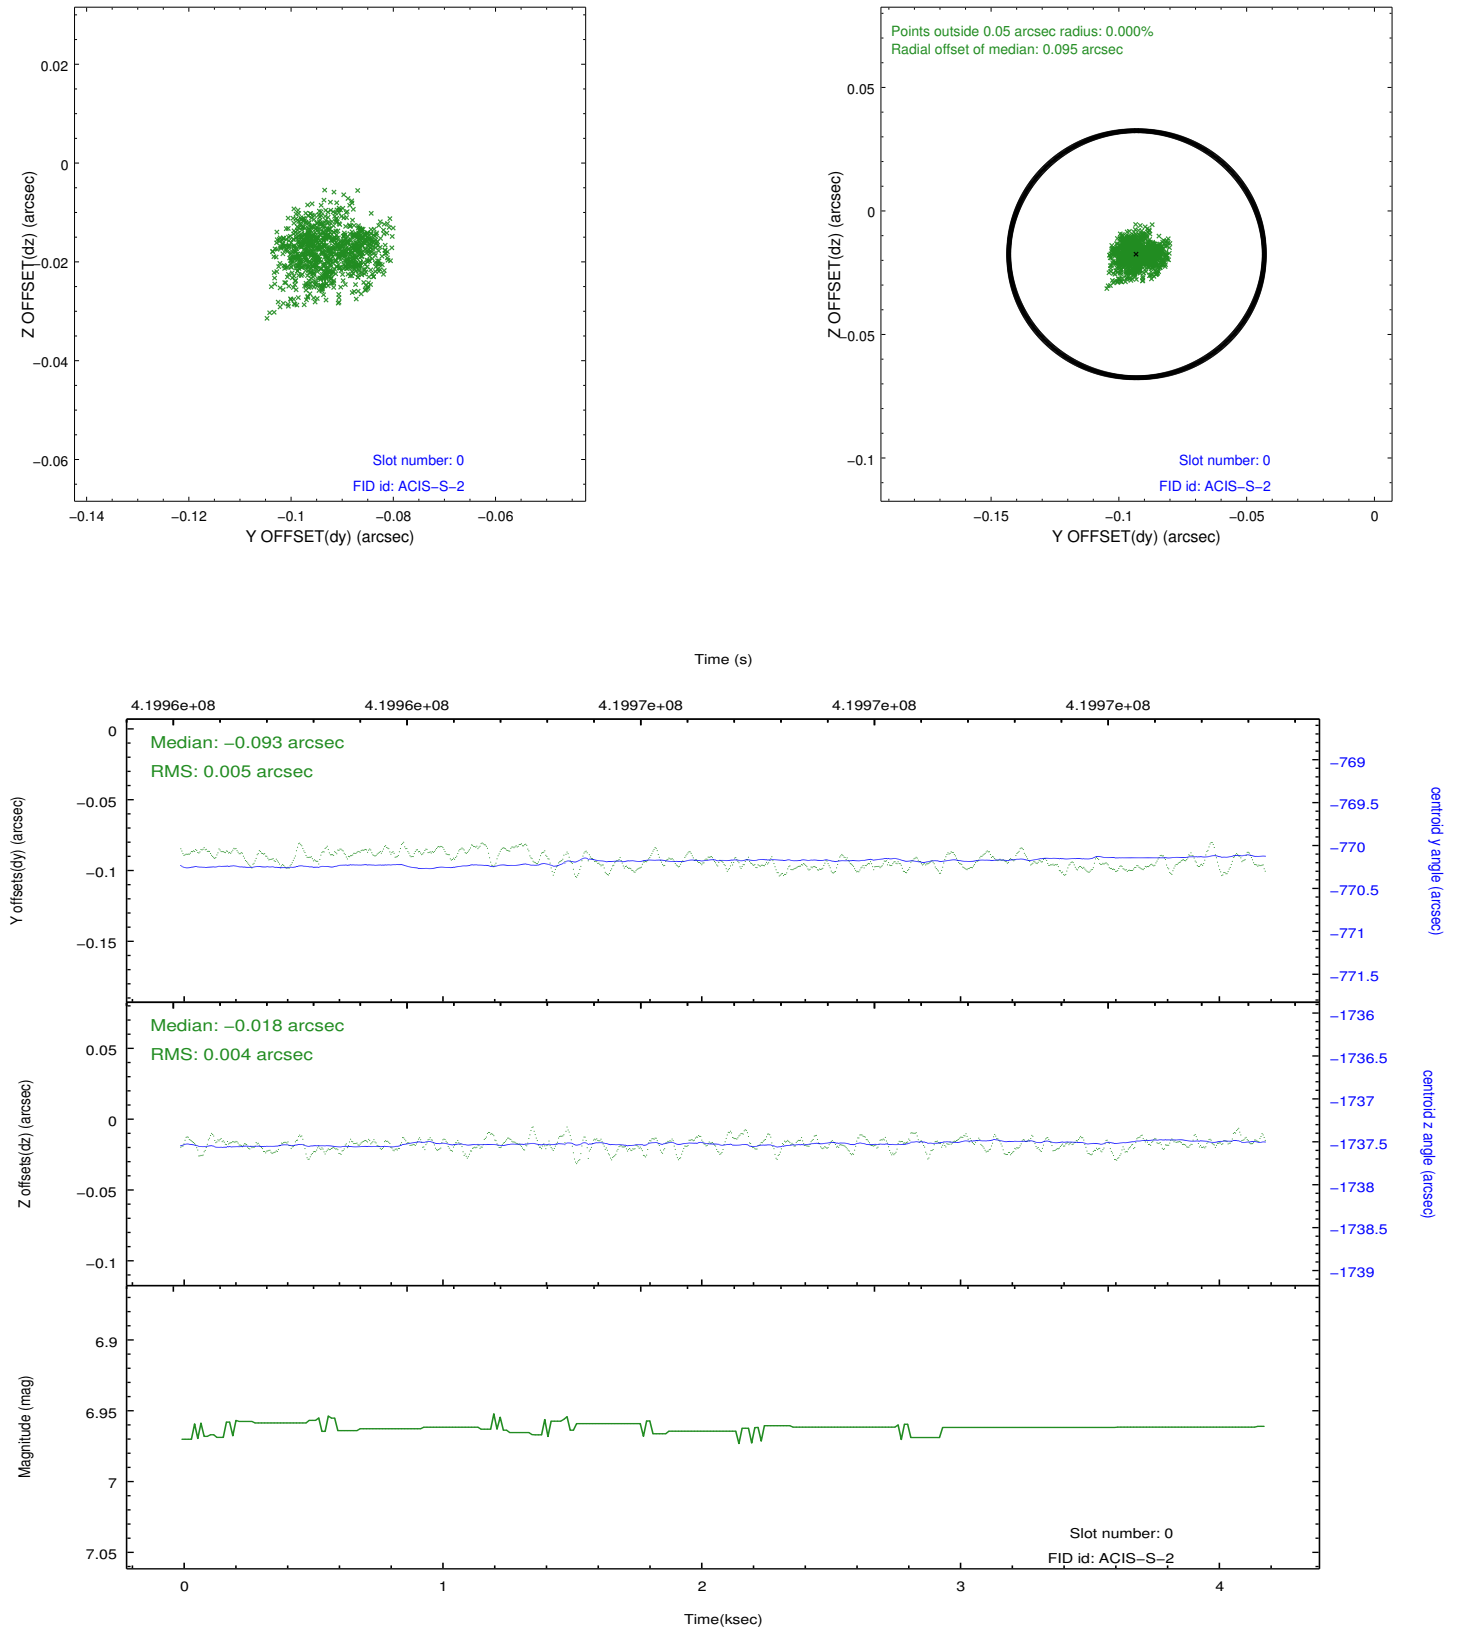 0.02
0
−0.02
−0.04
−0.06
Z OFFSET(dz) (arcsec)
Slot number: 0
FID id: ACIS−S−2
−0.14
−0.12
−0.1
−0.08
−0.06
Y OFFSET(dy) (arcsec)
Points outside 0.05 arcsec radius: 0.000%
Radial offset of median: 0.095 arcsec
0.05
0
−0.05
−0.1
Z OFFSET(dz) (arcsec)
Slot number: 0
FID id: ACIS−S−2
−0.15
−0.1
−0.05
0
Y OFFSET(dy) (arcsec)
Time (s)
4.1996e+08
4.1996e+08
4.1997e+08
4.1997e+08
4.1997e+08
Median: −0.093 arcsec
RMS: 0.005 arcsec
0
−0.05
−0.1
−0.15
Y offsets(dy) (arcsec)
−769
−769.5
−770
−770.5
−771
−771.5
centroid y angle (arcsec)
Median: −0.018 arcsec
RMS: 0.004 arcsec
0.05
0
−0.05
−0.1
Z offsets(dz) (arcsec)
−1736
−1736.5
−1737
−1737.5
−1738
−1738.5
−1739
centroid z angle (arcsec)
6.9
6.95
7
7.05
Magnitude (mag)
Slot number: 0
FID id: ACIS−S−2
0
1
2
3
4
Time(ksec)